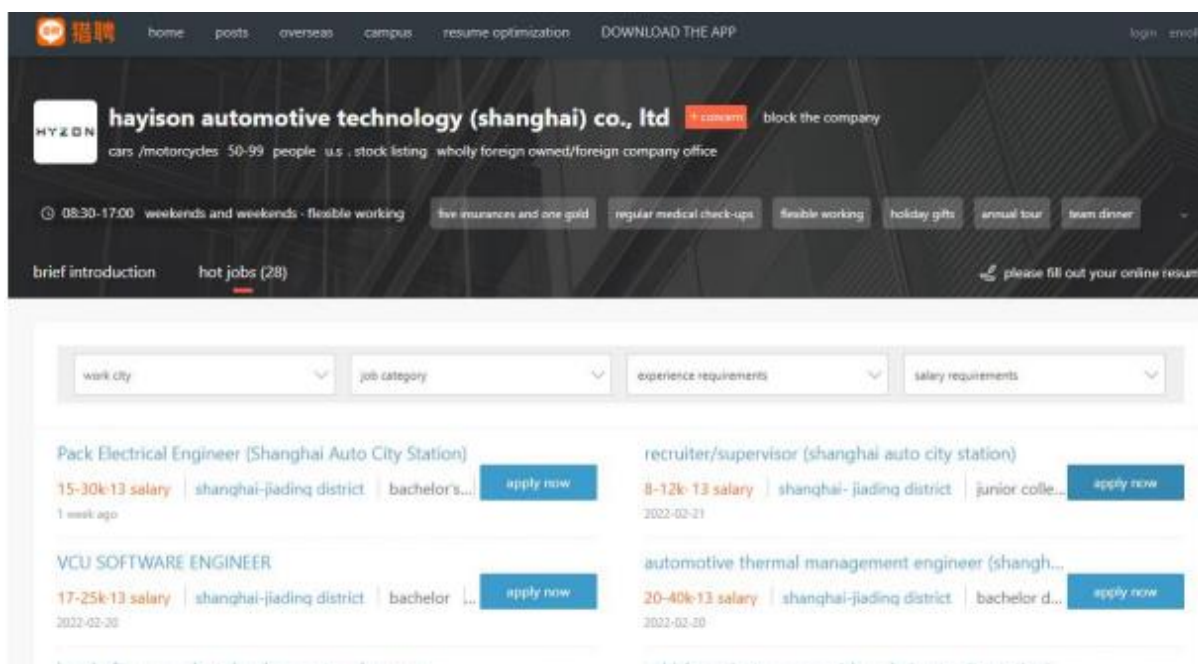 猎聘 home posts overseas campus resume optimization DOWNLOAD THE APP login enroll
HYZON
hayison automotive technology (shanghai) co., ltd + concern block the company
cars /motorcycles 50-99 people u.s . stock listing wholly foreign owned/foreign company office
08:30-17:00 weekends and weekends - flexible working five insurances and one gold regular medical check-ups flexible working holiday gifts annual tour team dinner
brief introduction hot jobs (28) please fill out your online resum
work city job category experience requirements salary requirements
Pack Electrical Engineer (Shanghai Auto City Station)
15-30k-13 salary shanghai-jiading district bachelor's... apply now
1 week ago
recruiter/supervisor (shanghai auto city station)
8-12k- 13 salary shanghai- jiading district junior colle... apply now
2022-02-21
VCU SOFTWARE ENGINEER
17-25k-13 salary shanghai-jiading district bachelor ... apply now
2022-02-20
automotive thermal management engineer (shangh...
20-40k-13 salary shanghai-jiading district bachelor d... apply now
2022-02-20